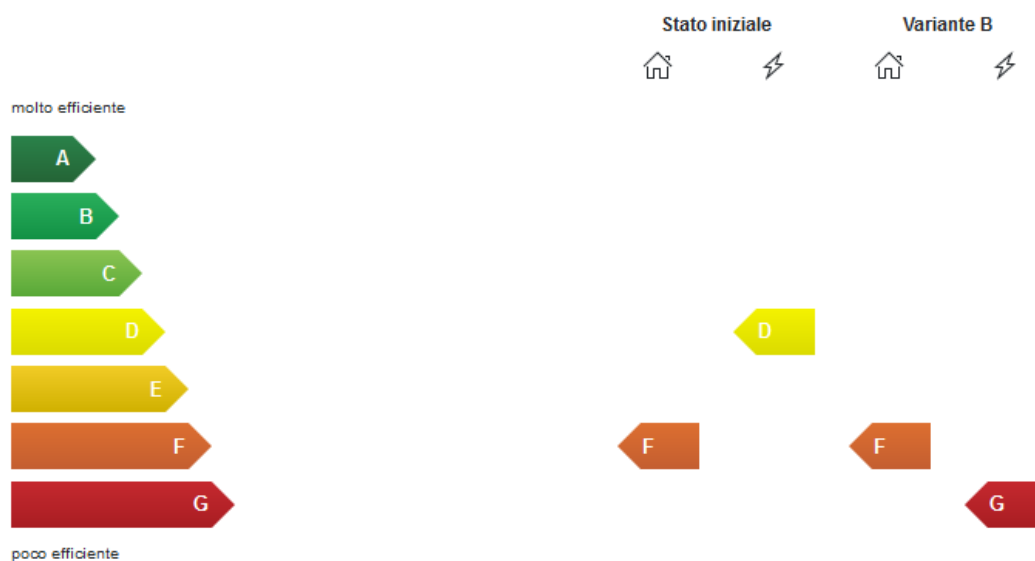 Stato iniziale Variante B
molto efficiente
A
B
C
D D
E
F F F
G G
poco efficiente